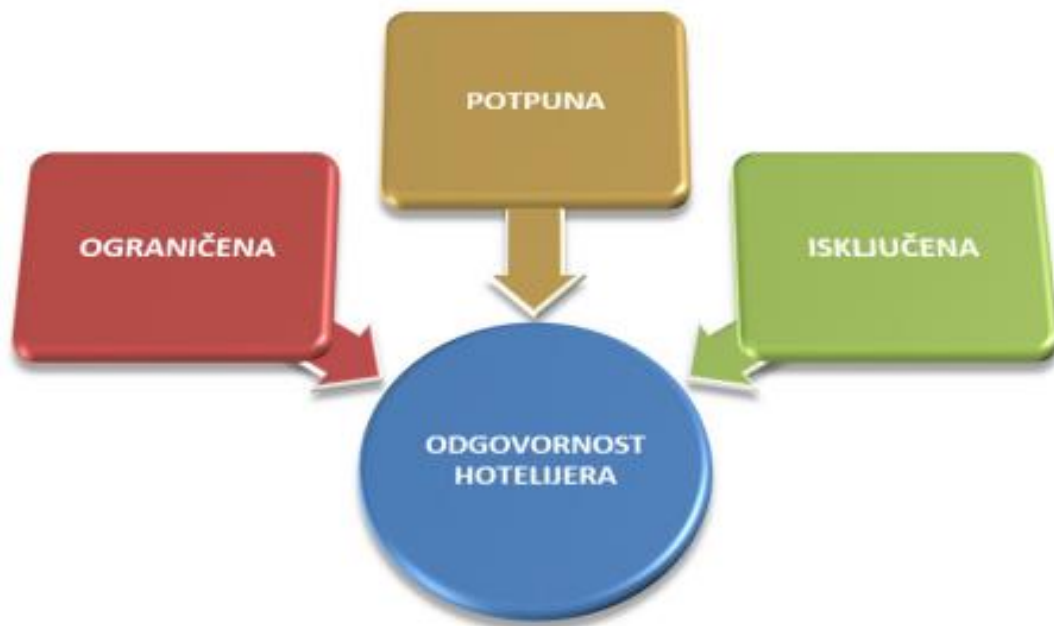 POTPUNA
OGRANIČENA
ISKLJUČENA
ODGOVORNOST
HOTELIJERA